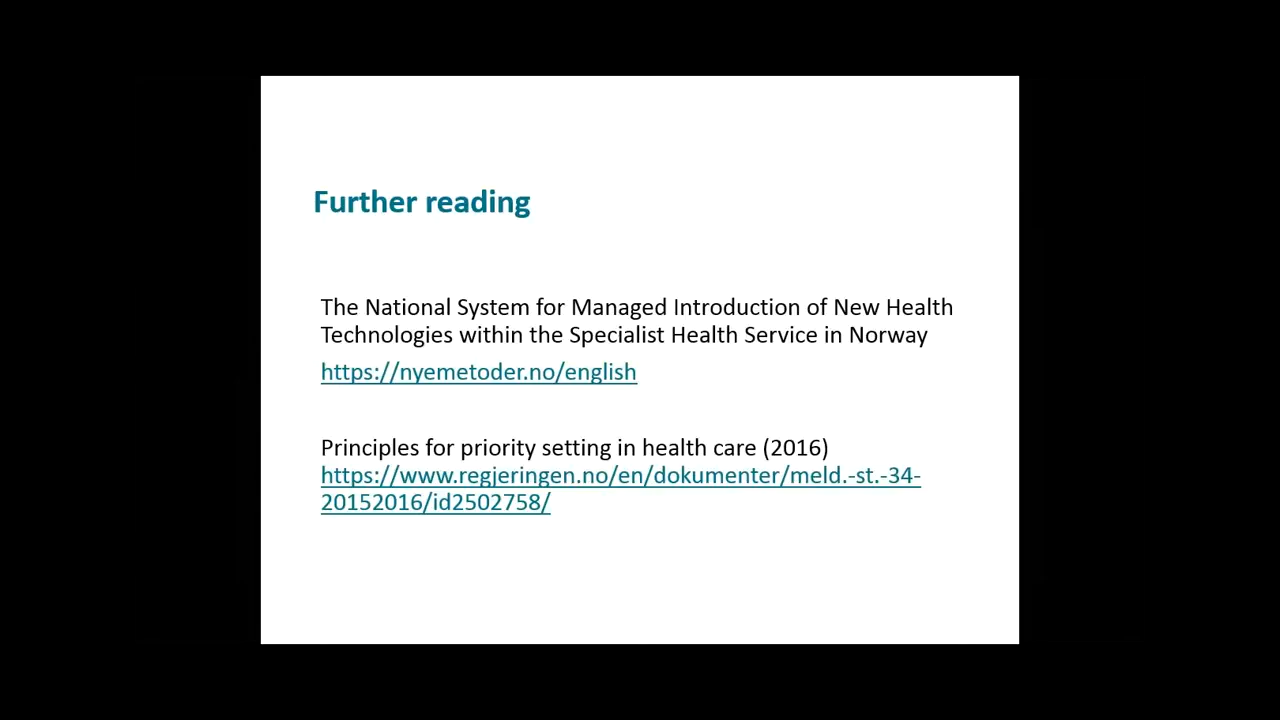 Further reading
The National System for Managed Introduction of New Health
Technologies within the Specialist Health Service in Norway
https://nyemetoder.no/english
Principles for priority setting in health care (2016)
https://www.regjeringen.no/en/dokumenter/meld.-st.-34-
20152016/id2502758/